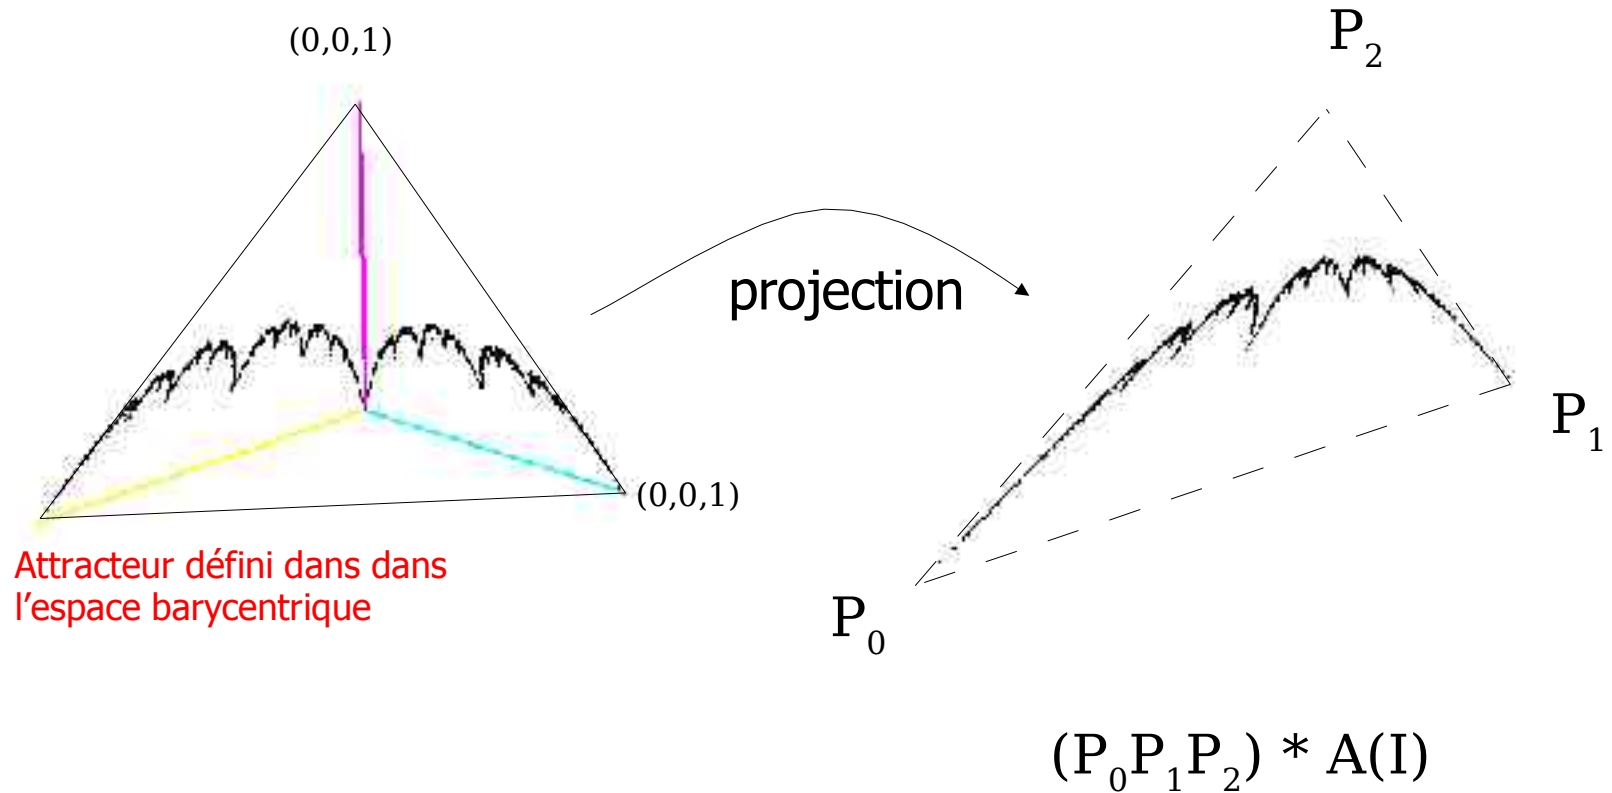 (0,0,1)
P2
projection
P1
(0,0,1)
Attracteur défini dans dans
l’espace barycentrique
P0
(P0P1P2) * A(I)